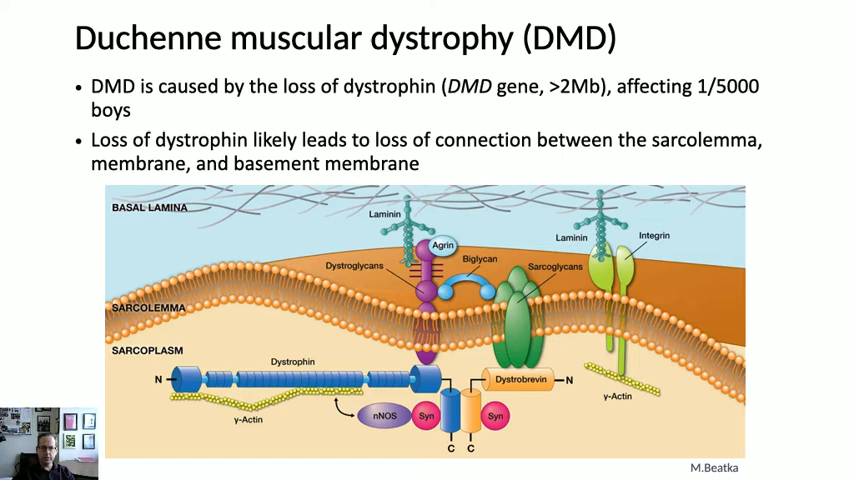 Duchenne muscular dystrophy (DMD)
• DMD is caused by the loss of dystrophin (DMD gene, >2Mb), affecting 1/5000
boys
• Loss of dystrophin likely leads to loss of connection between the sarcolemma,
membrane, and basement membrane
BASAL LAMINA
Laminin
Agrin
Laminin
Integrin
Dystroglycans
Biglycan
Sarcoglycans
SARCOLEMMA
SARCOPLASM
Dystrophin
N
Dystrobrevin
N
γ-Actin
nNOS
Syn
Syn
γ-Actin
C
C
M.Beatka